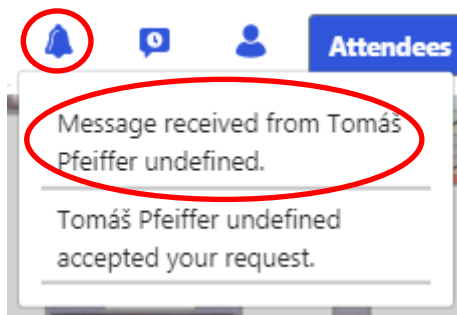 Attendees
Message received from Tomáš
Pfeiffer undefined.
Tomáš Pfeiffer undefined
accepted your request.